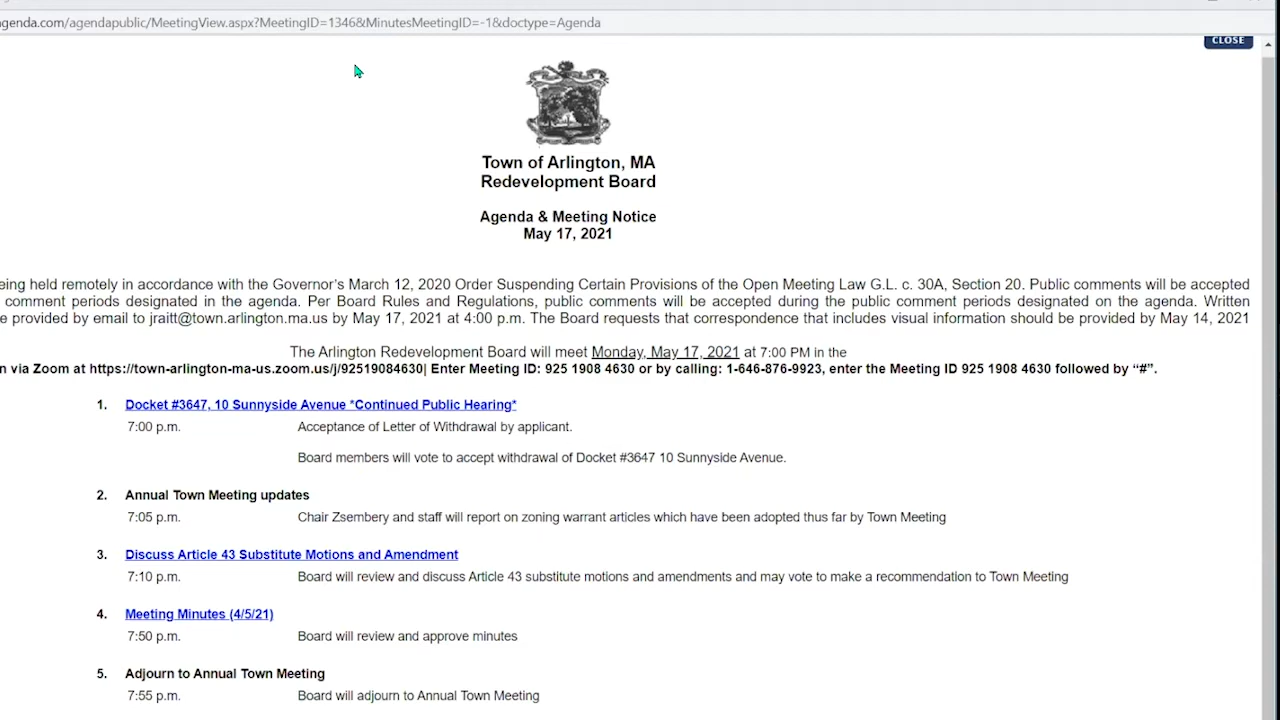 agenda.com/agendapublic/MeetingView.aspx?MeetingID=1346&MinutesMeetingID=-1&doctype=Agenda
CLOSE
Town of Arlington, MA
Redevelopment Board
Agenda & Meeting Notice
May 17, 2021
eing held remotely in accordance with the Governor's March 12, 2020 Order Suspending Certain Provisions of the Open Meeting Law G.L. c. 30A, Section 20. Public comments will be accepted
comment periods designated in the agenda. Per Board Rules and Regulations, public comments will be accepted during the public comment periods designated on the agenda. Written
e provided by email to jraitt@town.arlington.ma.us by May 17, 2021 at 4:00 p.m. The Board requests that correspondence that includes visual information should be provided by May 14, 2021
The Arlington Redevelopment Board will meet Monday, May 17, 2021 at 7:00 PM in the
n via Zoom at https://town-arlington-ma-us.zoom.us/j/92519084630| Enter Meeting ID: 925 1908 4630 or by calling: 1-646-876-9923, enter the Meeting ID 925 1908 4630 followed by “#”.
1. Docket #3647, 10 Sunnyside Avenue *Continued Public Hearing*
7:00 p.m. Acceptance of Letter of Withdrawal by applicant.
Board members will vote to accept withdrawal of Docket #3647 10 Sunnyside Avenue.
2. Annual Town Meeting updates
7:05 p.m. Chair Zsembery and staff will report on zoning warrant articles which have been adopted thus far by Town Meeting
3. Discuss Article 43 Substitute Motions and Amendment
7:10 p.m. Board will review and discuss Article 43 substitute motions and amendments and may vote to make a recommendation to Town Meeting
4. Meeting Minutes (4/5/21)
7:50 p.m. Board will review and approve minutes
5. Adjourn to Annual Town Meeting
7:55 p.m. Board will adjourn to Annual Town Meeting